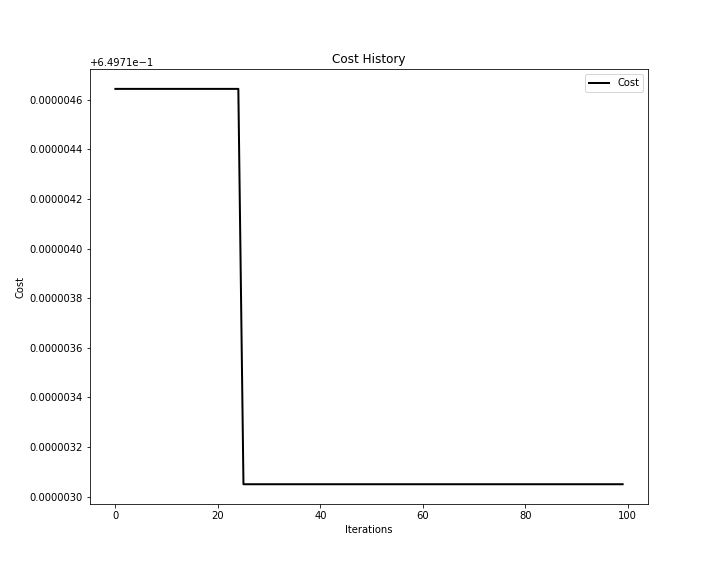 Cost History
+6.4971e−1
Cost
0.0000046
0.0000044
0.0000042
0.0000040
0.0000038
0.0000036
0.0000034
0.0000032
0.0000030
Cost
0 20 40 60 80 100
Iterations